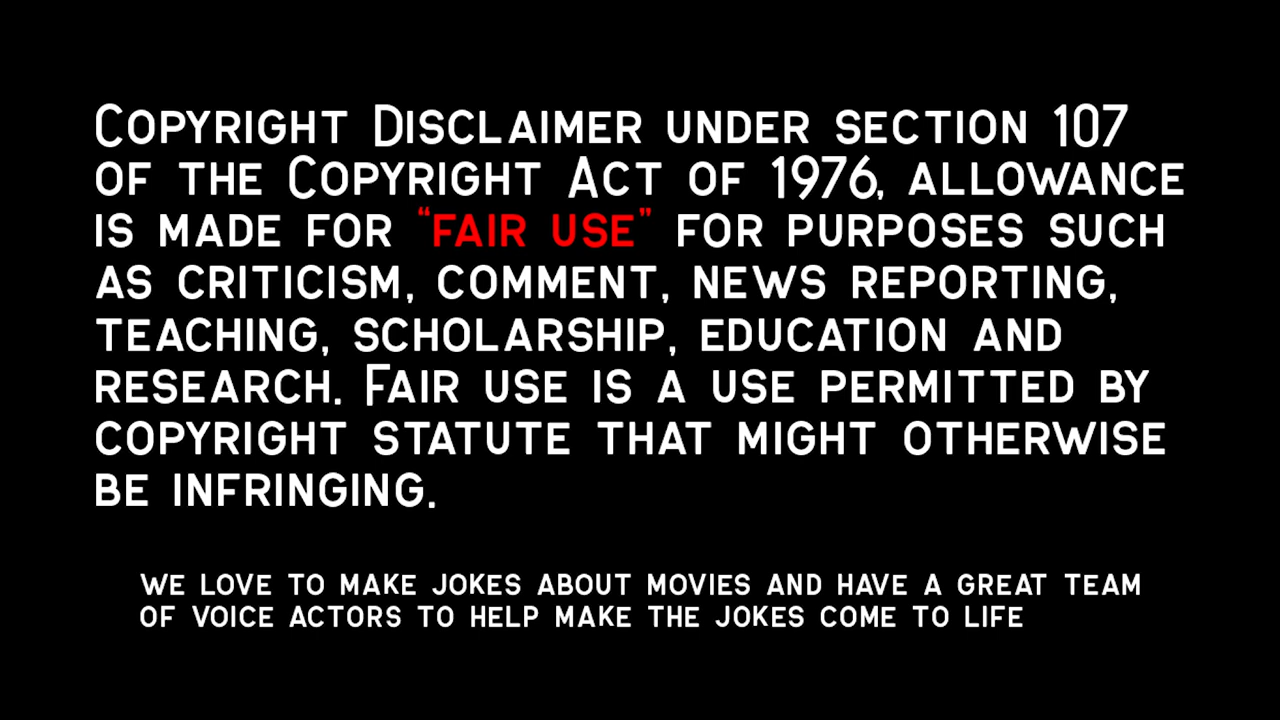 Copyright Disclaimer under section 107
of the Copyright Act of 1976, allowance
is made for “fair use” for purposes such
as criticism, comment, news reporting,
teaching, scholarship, education and
research. Fair use is a use permitted by
copyright statute that might otherwise
be infringing.
we love to make jokes about movies and have a great team
of voice actors to help make the jokes come to life